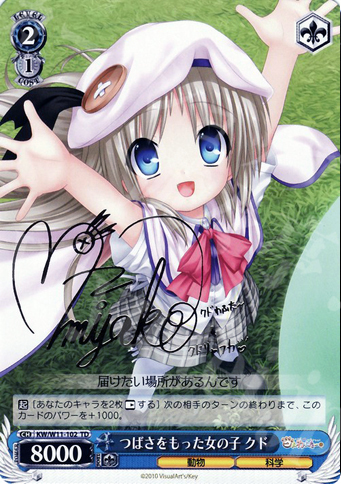 2
1
COST
miyako
クドわふたー
届けたい場所があるんです
起 [あなたのキャラを2枚レストする] 次の相手のターンの終わりまで、この
カードのパワーを+1000。
KW/W11-102 TD
つばさをもった女の子 クド
8000
動物
科学
©2010 VisualArt's/Key